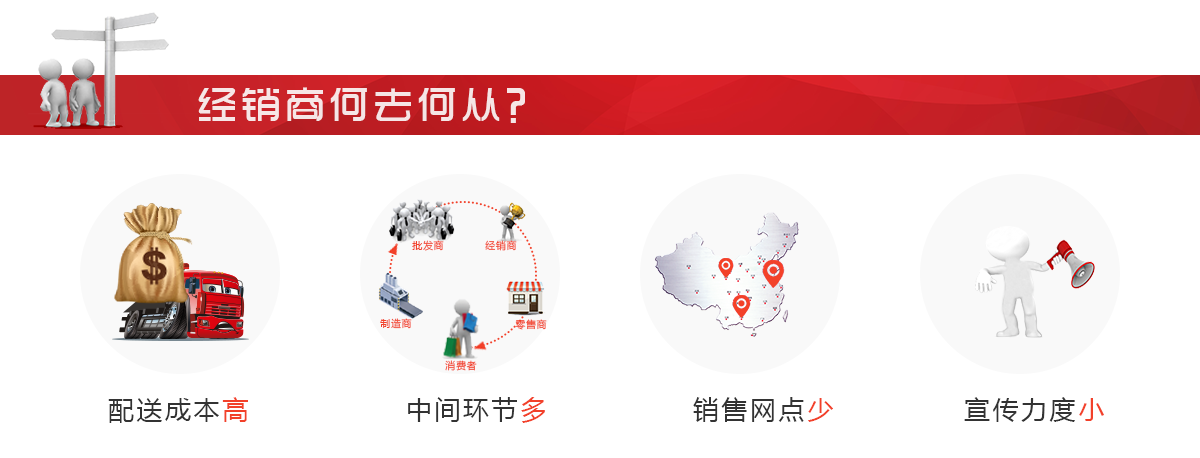 经销商何去何从?
批发商
经销商
制造商
零售商
消费者
配送成本高
中间环节多
销售网点少
宣传力度小